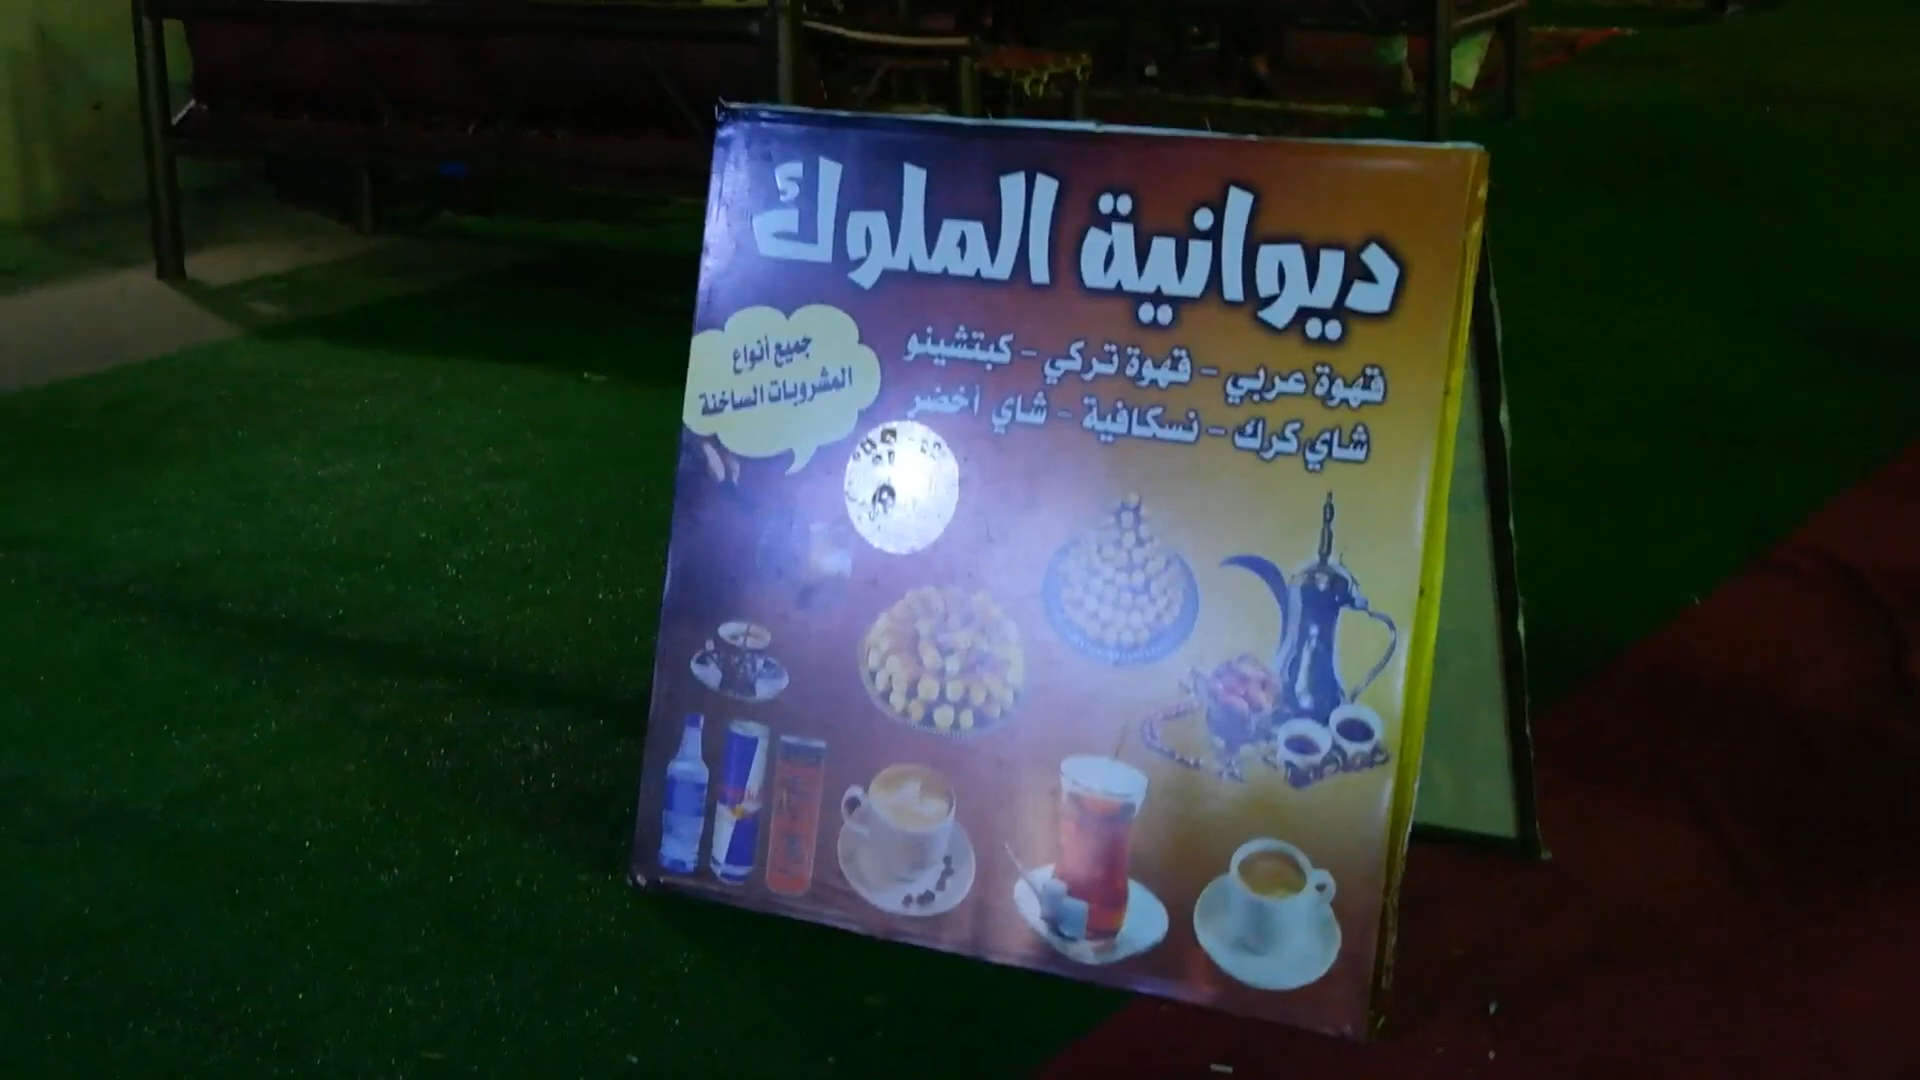 ديوانية الملوك
قهوة عربي - قهوة تركي - كبتشينو
شاي كرك - نسكافية - شاي أخضر
جميع أنواع
المشروبات الساخنة